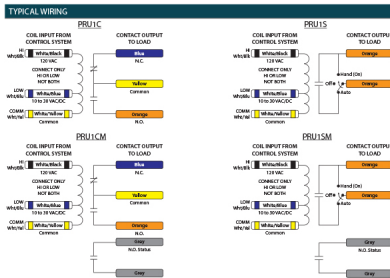 TYPICAL WIRING
PRU1C
COIL INPUT FROM
CONTROL SYSTEM
CONTACT OUTPUT
TO LOAD
HI
Wht/Blk
White/Black
120 VAC
CONNECT ONLY
HI OR LOW
NOT BOTH
LOW
Wht/Blu
White/Blue
10 to 30 VAC/DC
COMM
Wht/Yel
White/Yellow
Common
Blue
N.C.
Yellow
Common
Orange
N.O.
PRU1S
COIL INPUT FROM
CONTROL SYSTEM
CONTACT OUTPUT
TO LOAD
HI
Wht/Blk
White/Black
120 VAC
CONNECT ONLY
HI OR LOW
NOT BOTH
LOW
Wht/Blu
White/Blue
10 to 30 VAC/DC
COMM
Wht/Yel
White/Yellow
Common
Orange
Hand (On)
Off
Orange
Auto
PRU1CM
COIL INPUT FROM
CONTROL SYSTEM
CONTACT OUTPUT
TO LOAD
HI
Wht/Blk
White/Black
120 VAC
CONNECT ONLY
HI OR LOW
NOT BOTH
LOW
Wht/Blu
White/Blue
10 to 30 VAC/DC
COMM
Wht/Yel
White/Yellow
Common
Blue
N.C.
Yellow
Common
Orange
N.O.
Gray
N.O. Status
Gray
PRU1SM
COIL INPUT FROM
CONTROL SYSTEM
CONTACT OUTPUT
TO LOAD
HI
Wht/Blk
White/Black
120 VAC
CONNECT ONLY
HI OR LOW
NOT BOTH
LOW
Wht/Blu
White/Blue
10 to 30 VAC/DC
COMM
Wht/Yel
White/Yellow
Common
Orange
Hand (On)
Off
Orange
Auto
Gray
N.O. Status
Gray